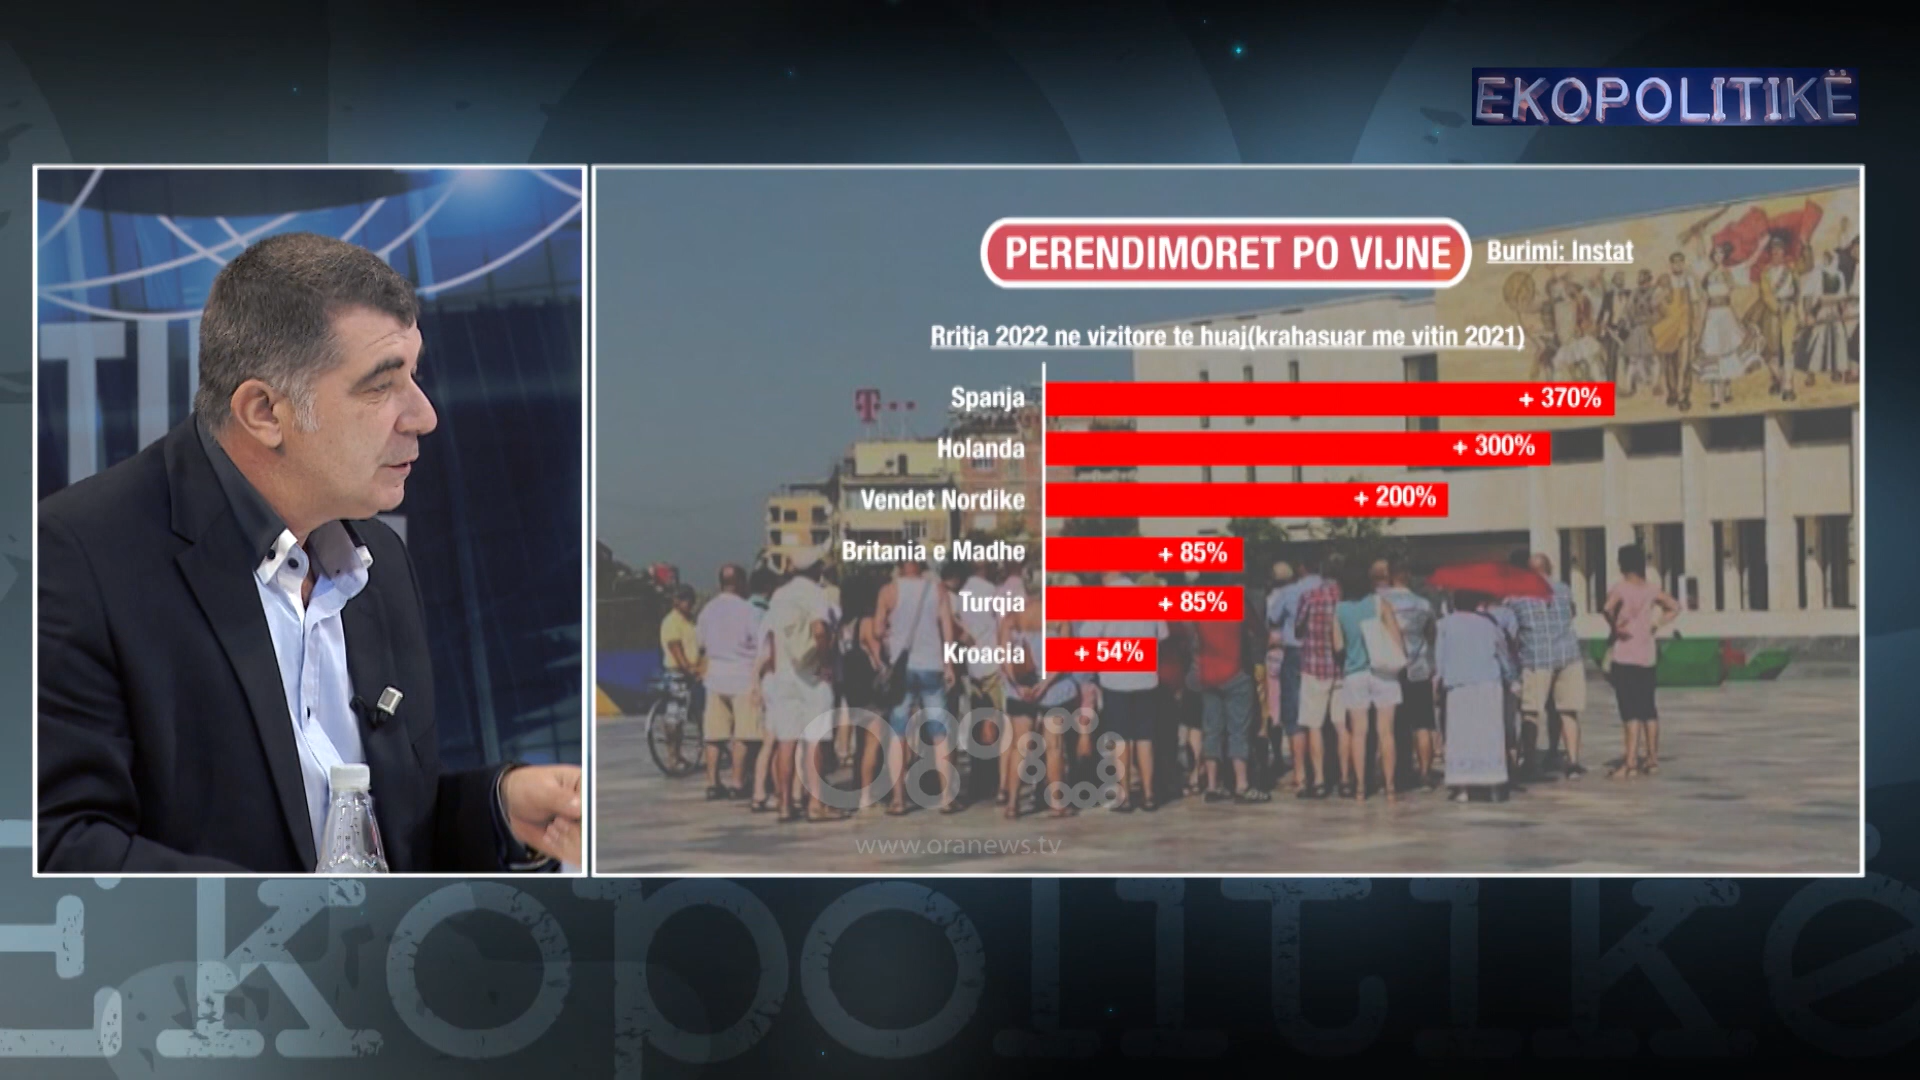 EKOPOLITIKË
PERENDIMORET PO VIJNE
Burimi: Instat
Rritja 2022 ne vizitore te huaj(krahasuar me vitin 2021)
Spanja + 370%
Holanda + 300%
Vendet Nordike + 200%
Britania e Madhe + 85%
Turqia + 85%
Kroacia + 54%
www.oranews.tv
Ekopolitikë